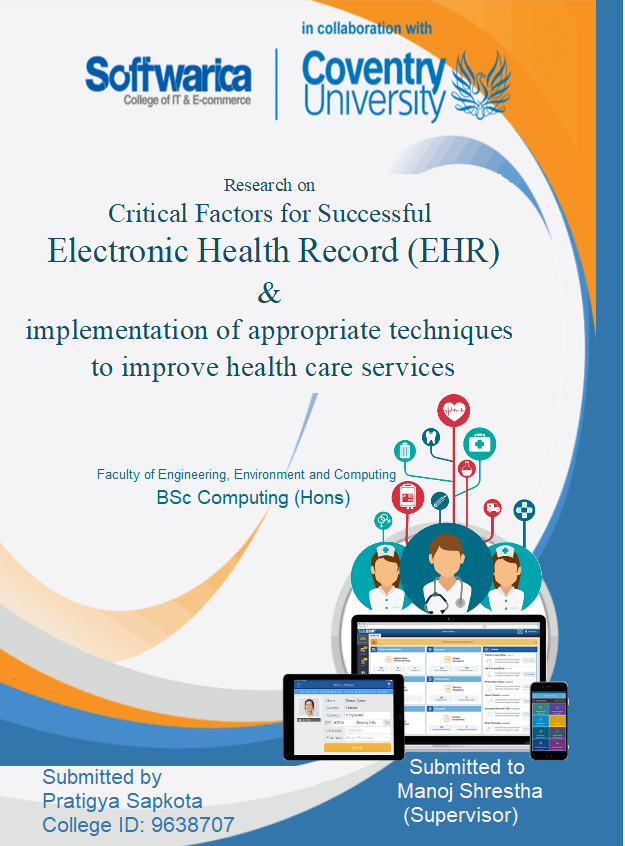 in collaboration with
Softwarica
College of IT & E-commerce
Coventry
University
Research on
Critical Factors for Successful
Electronic Health Record (EHR)
&
implementation of appropriate techniques
to improve health care services
Faculty of Engineering, Environment and Computing
BSc Computing (Hons)
Submitted by
Pratigya Sapkota
College ID: 9638707
Submitted to
Manoj Shrestha
(Supervisor)